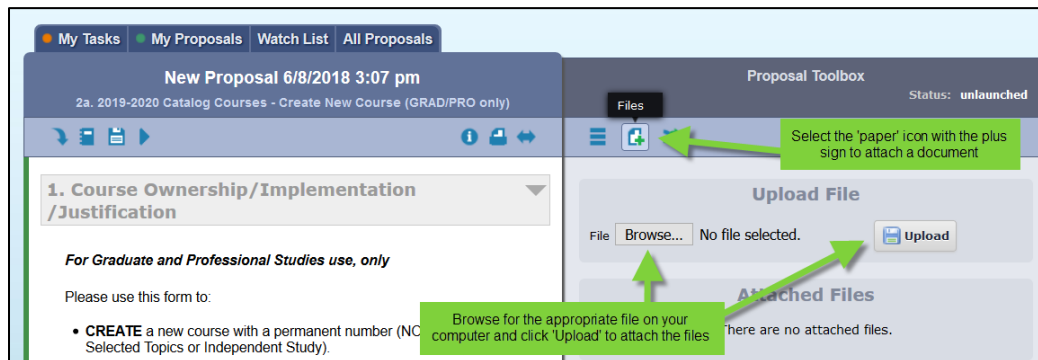 My Tasks My Proposals Watch List All Proposals
New Proposal 6/8/2018 3:07 pm
2a. 2019-2020 Catalog Courses - Create New Course (GRAD/PRO only)
Proposal Toolbox
Status: unlaunched
Files
Select the 'paper' icon with the plus
sign to attach a document
1. Course Ownership/Implementation
/Justification
For Graduate and Professional Studies use, only
Please use this form to:
• CREATE a new course with a permanent number (NO
Selected Topics or Independent Study).
Upload File
File Browse... No file selected. Upload
Attached Files
Browse for the appropriate file on your
computer and click 'Upload' to attach the files
There are no attached files.